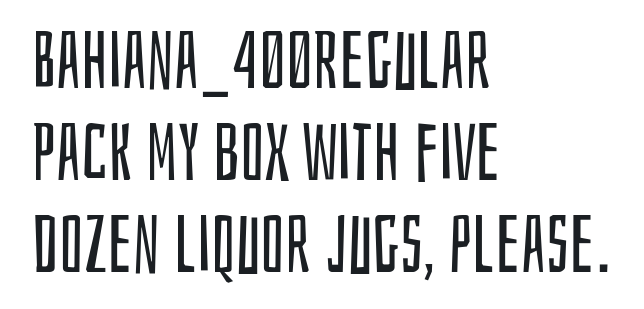 BAHIANA_400REGULAR
PACK MY BOX WITH FIVE
DOZEN LIQUOR JUGS, PLEASE.